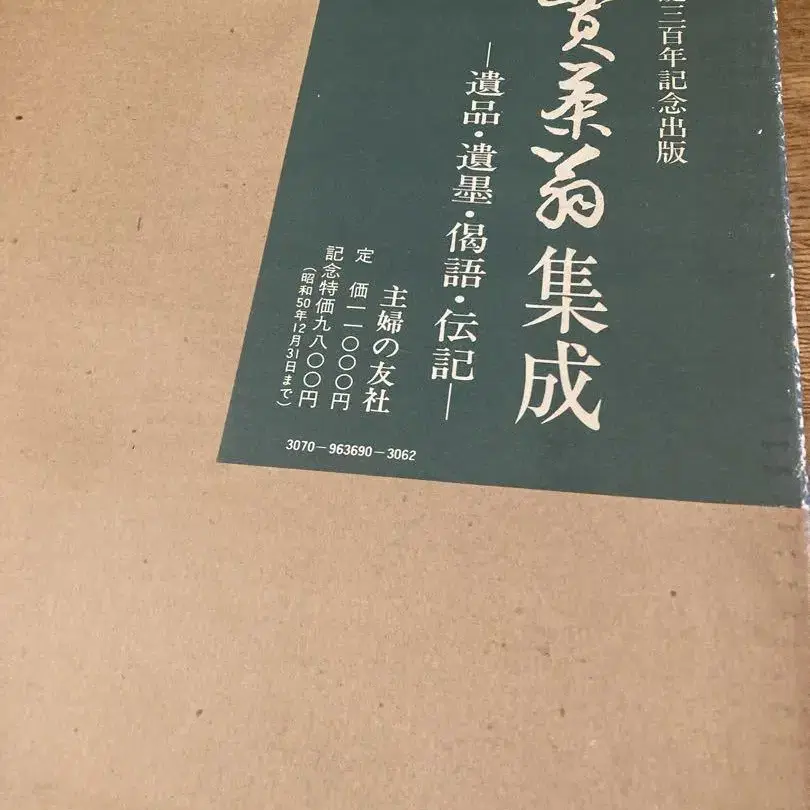 三百年記念出版
賣茶翁集成
―遺品・遺墨・偈語・伝記―
主婦の友社
定 価一一〇〇〇円
記念特価九八〇〇円
(昭和50年12月31日まで)
3070-963690-3062